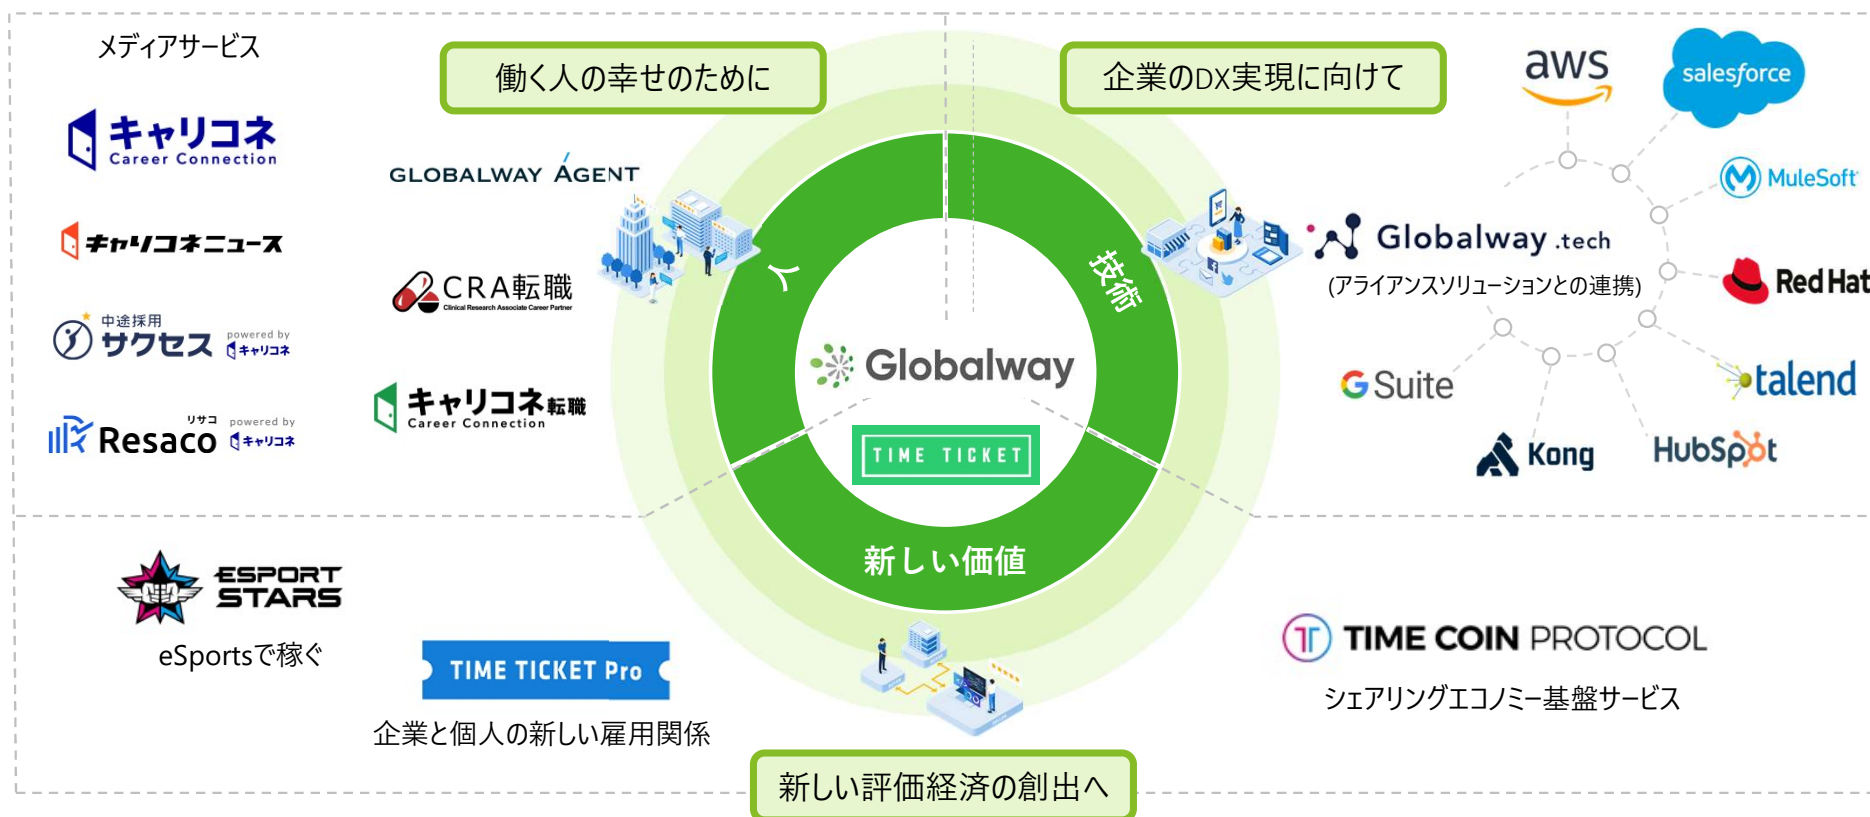 メディアサービス
働く人の幸せのために
企業のDX実現に向けて
キャリコネ
Career Connection
キャリコネニュース
中途採用
サクセス
powered by
キャリコネ
リサコ
Resaco
powered by
キャリコネ
GLOBALWAY AGENT
CRA転職
Clinical Research Associate Career Partner
キャリコネ転職
Career Connection
人
技術
新しい価値
Globalway
TIME TICKET
aws
salesforce
MuleSoft
Globalway .tech
(アライアンスソリューションとの連携)
Red Hat
G Suite
talend
Kong
HubSpot
ESPORT
STARS
eSportsで稼ぐ
TIME TICKET Pro
企業と個人の新しい雇用関係
TIME COIN PROTOCOL
シェアリングエコノミー基盤サービス
新しい評価経済の創出へ